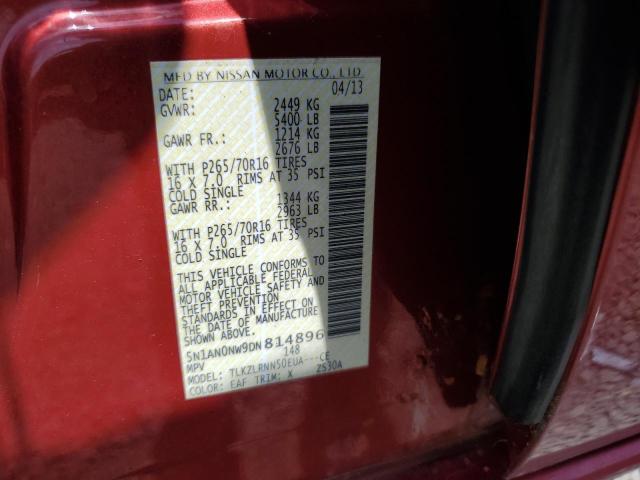 MFD BY NISSAN MOTOR CO., LTD.
DATE: 04/13
GVWR: 2449 KG
5400 LB
GAWR FR.: 1214 KG
2676 LB
WITH P265/70R16 TIRES
16 X 7.0 RIMS AT 35 PSI
COLD SINGLE
GAWR RR.: 1344 KG
2963 LB
WITH P265/70R16 TIRES
16 X 7.0 RIMS AT 35 PSI
COLD SINGLE
THIS VEHICLE CONFORMS TO
ALL APPLICABLE FEDERAL
MOTOR VEHICLE SAFETY AND
THEFT PREVENTION
STANDARDS IN EFFECT ON
THE DATE OF MANUFACTURE
SHOWN ABOVE.
5N1AN0NW9DN814896
MPV 148
MODEL: TLKZLRNN50EUA---CE
COLOR: EAF TRIM: X ZS30A